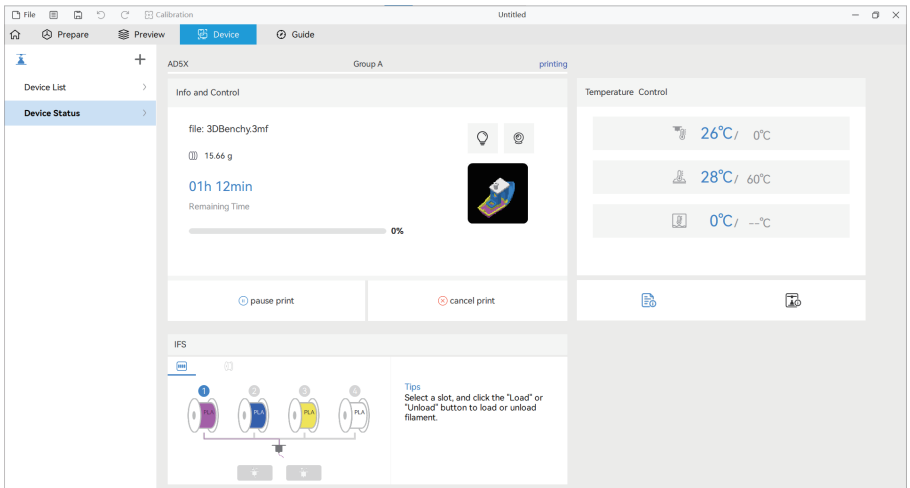 File
Calibration
Untitled
Prepare
Preview
Device
Guide
Device List
Device Status
AD5X
Group A
printing
Info and Control
file: 3DBenchy.3mf
15.66 g
01h 12min
Remaining Time
0%
pause print
cancel print
Temperature Control
26℃/ 0℃
28℃/ 60℃
0℃/ --℃
IFS
1 2 3 4
PLA PLA PLA PLA
Tips
Select a slot, and click the "Load" or
"Unload" button to load or unload
filament.